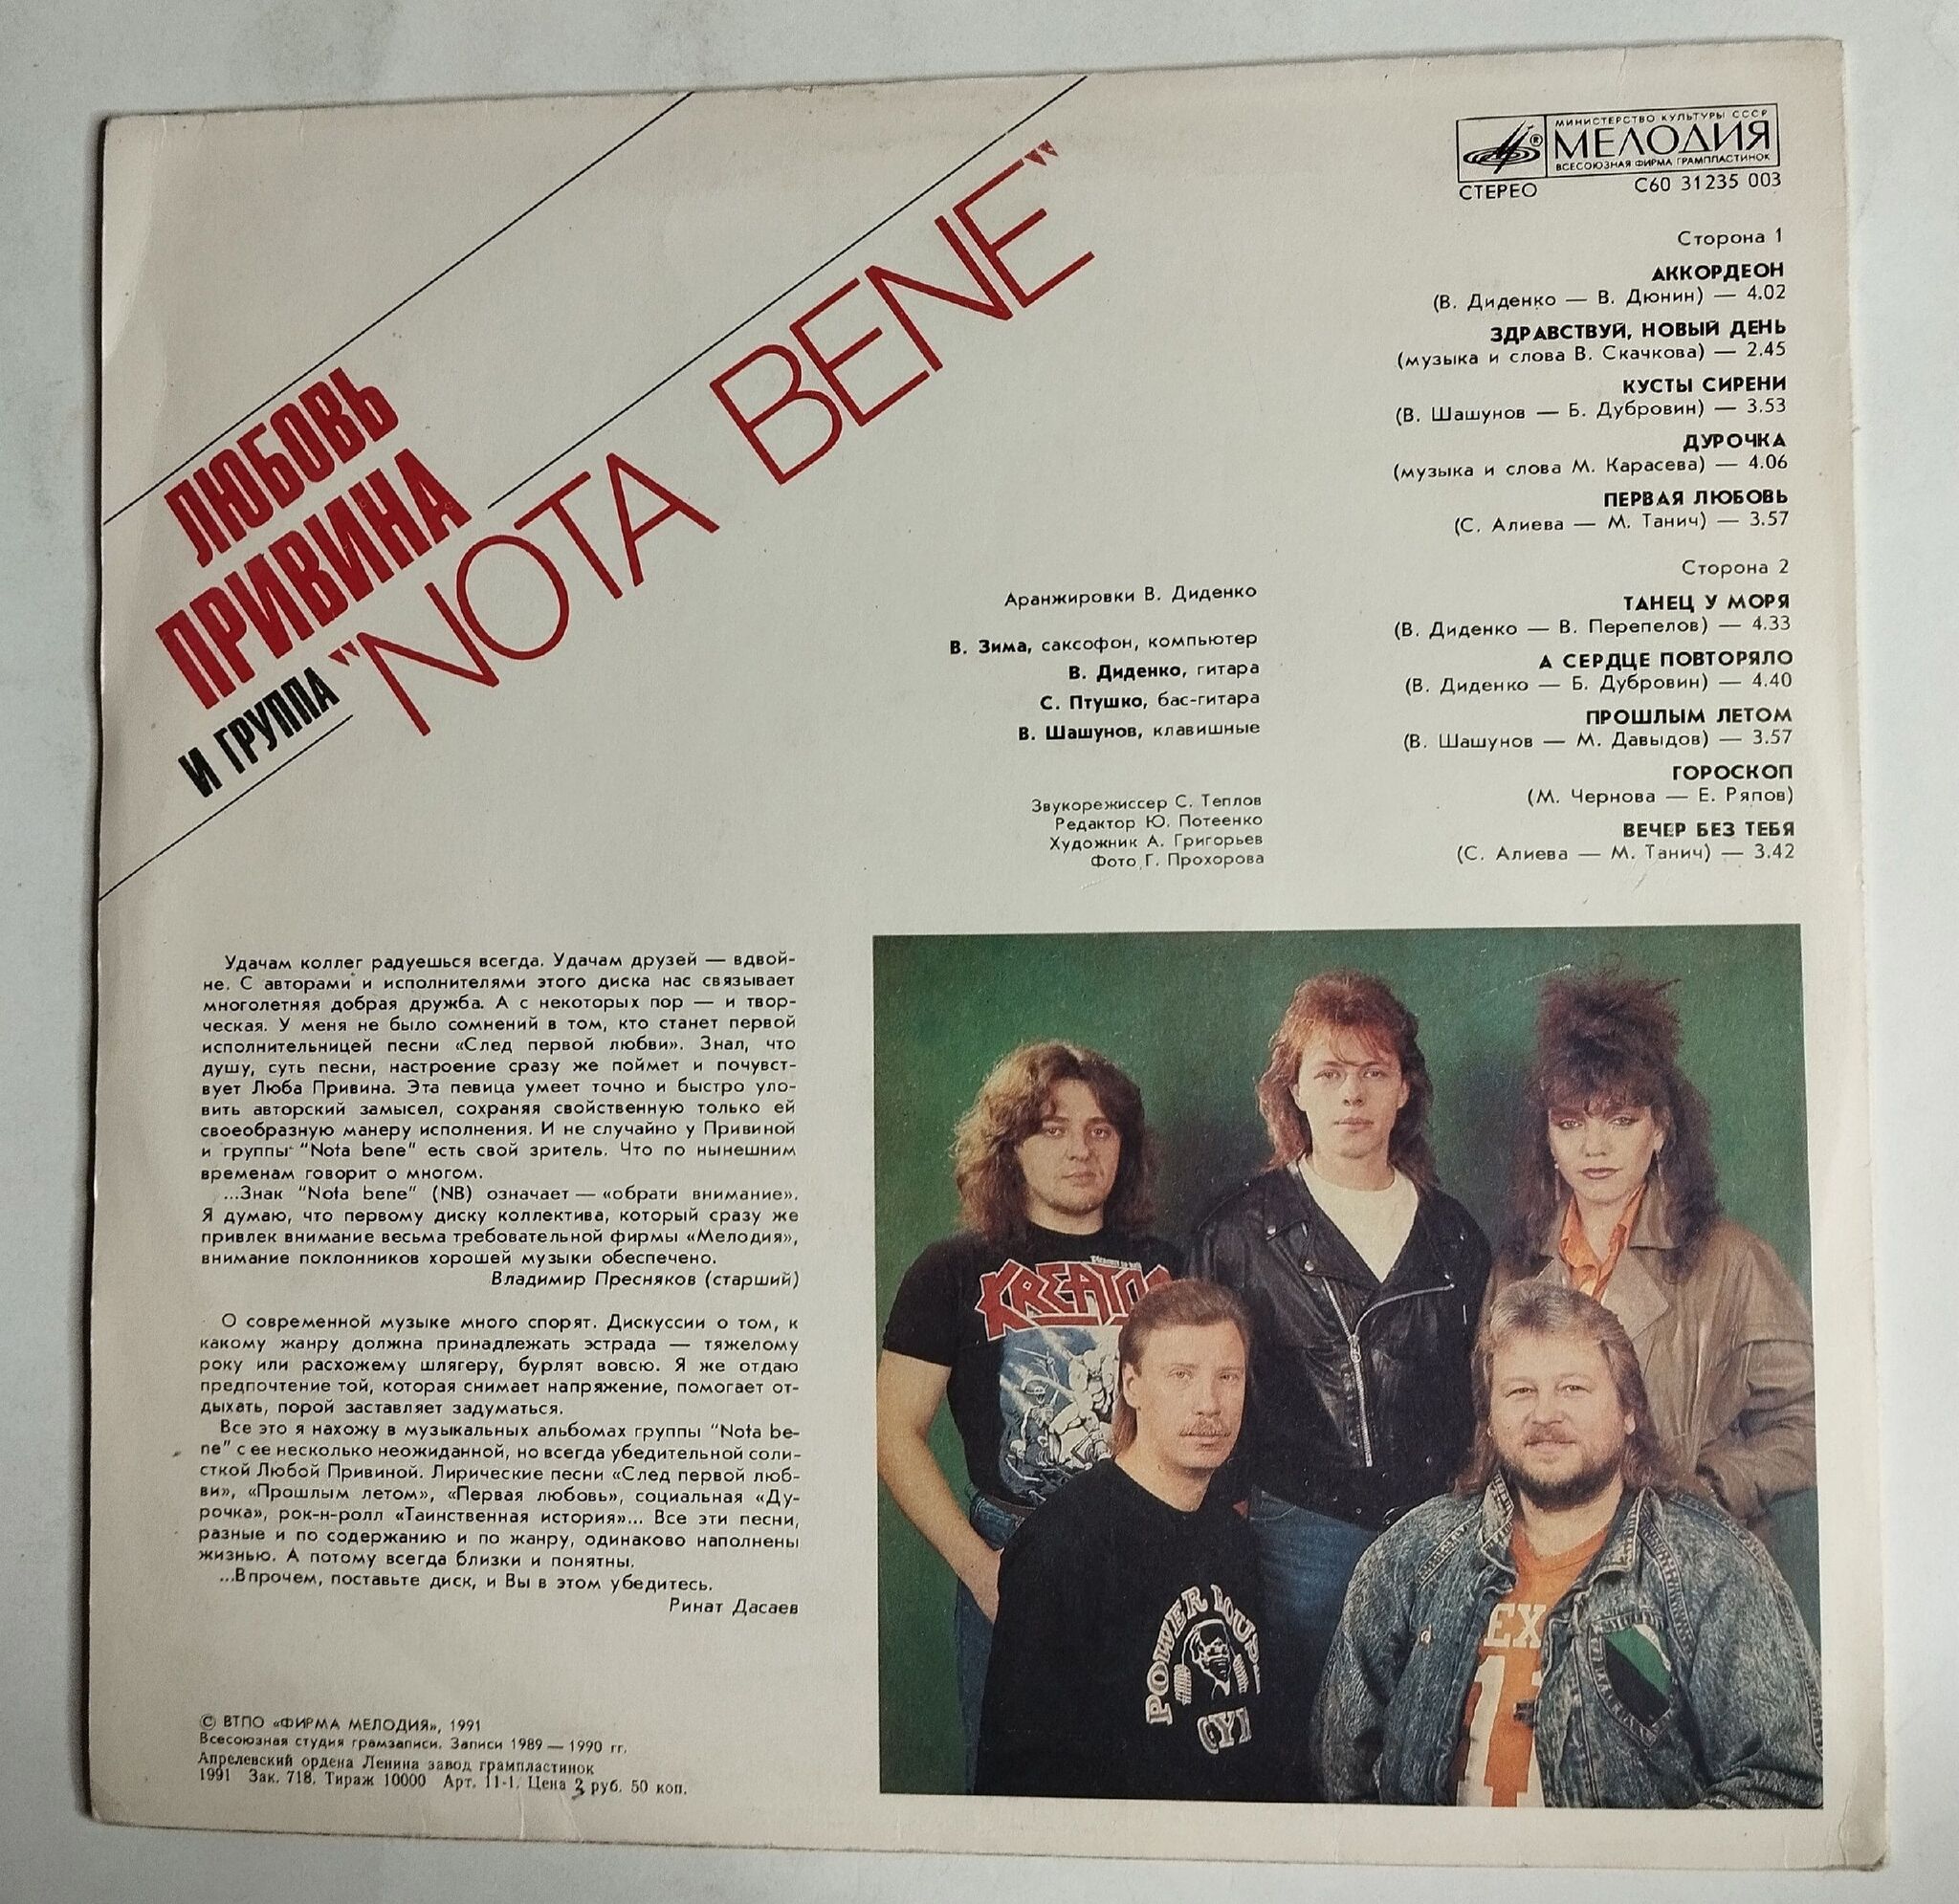 ЛЮБОВЬ
ПРИВИНА
И ГРУППА
"NOTA BENE"
МИНИСТЕРСТВО КУЛЬТУРЫ СССР
МЕЛОДИЯ
ВСЕСОЮЗНАЯ ФИРМА ГРАМПЛАСТИНОК
СТЕРЕО С60 31235 003
Сторона 1
АККОРДЕОН
(В. Диденко — В. Дюнин) — 4.02
ЗДРАВСТВУЙ, НОВЫЙ ДЕНЬ
(музыка и слова В. Скачкова) — 2.45
КУСТЫ СИРЕНИ
(В. Шашунов — Б. Дубровин) — 3.53
ДУРОЧКА
(музыка и слова М. Карасева) — 4.06
ПЕРВАЯ ЛЮБОВЬ
(С. Алиева — М. Танич) — 3.57
Сторона 2
ТАНЕЦ У МОРЯ
(В. Диденко — В. Перепелов) — 4.33
А СЕРДЦЕ ПОВТОРЯЛО
(В. Диденко — Б. Дубровин) — 4.40
ПРОШЛЫМ ЛЕТОМ
(В. Шашунов — М. Давыдов) — 3.57
ГОРОСКОП
(М. Чернова — Е. Ряпов)
ВЕЧЕР БЕЗ ТЕБЯ
(С. Алиева — М. Танич) — 3.42
Аранжировки В. Диденко
В. Зима, саксофон, компьютер
В. Диденко, гитара
С. Птушко, бас-гитара
В. Шашунов, клавишные
Звукорежиссер С. Теплов
Редактор Ю. Потеенко
Художник А. Григорьев
Фото Г. Прохорова
Удачам коллег радуешься всегда. Удачам друзей — вдвой-
не. С авторами и исполнителями этого диска нас связывает
многолетняя добрая дружба. А с некоторых пор — и твор-
ческая. У меня не было сомнений в том, кто станет первой
исполнительницей песни «След первой любви». Знал, что
душу, суть песни, настроение сразу же поймет и почувст-
вует Люба Привина. Эта певица умеет точно и быстро уло-
вить авторский замысел, сохраняя свойственную только ей
своеобразную манеру исполнения. И не случайно у Привиной
и группы "Nota bene" есть свой зритель. Что по нынешним
временам говорит о многом.
...Знак "Nota bene" (NB) означает — «обрати внимание».
Я думаю, что первому диску коллектива, который сразу же
привлек внимание весьма требовательной фирмы «Мелодия»,
внимание поклонников хорошей музыки обеспечено.
Владимир Пресняков (старший)
О современной музыке много спорят. Дискуссии о том, к
какому жанру должна принадлежать эстрада — тяжелому
року или расхожему шлягеру, бурлят вовсю. Я же отдаю
предпочтение той, которая снимает напряжение, помогает от-
дыхать, порой заставляет задуматься.
Все это я нахожу в музыкальных альбомах группы "Nota be-
ne" с ее несколько неожиданной, но всегда убедительной соли-
сткой Любой Привиной. Лирические песни «След первой люб-
ви», «Прошлым летом», «Первая любовь», социальная «Ду-
рочка», рок-н-ролл «Таинственная история»... Все эти песни,
разные и по содержанию и по жанру, одинаково наполнены
жизнью. А потому всегда близки и понятны.
...Впрочем, поставьте диск, и Вы в этом убедитесь.
Ринат Дасаев
© ВТПО «ФИРМА МЕЛОДИЯ», 1991
Всесоюзная студия грамзаписи. Записи 1989 — 1990 гг.
Апрелевский ордена Ленина завод грампластинок
1991 Зак. 718. Тираж 10000 Арт. 11-1. Цена 3 руб. 50 коп.
KREATO
POWER HOUS
GYM
EX